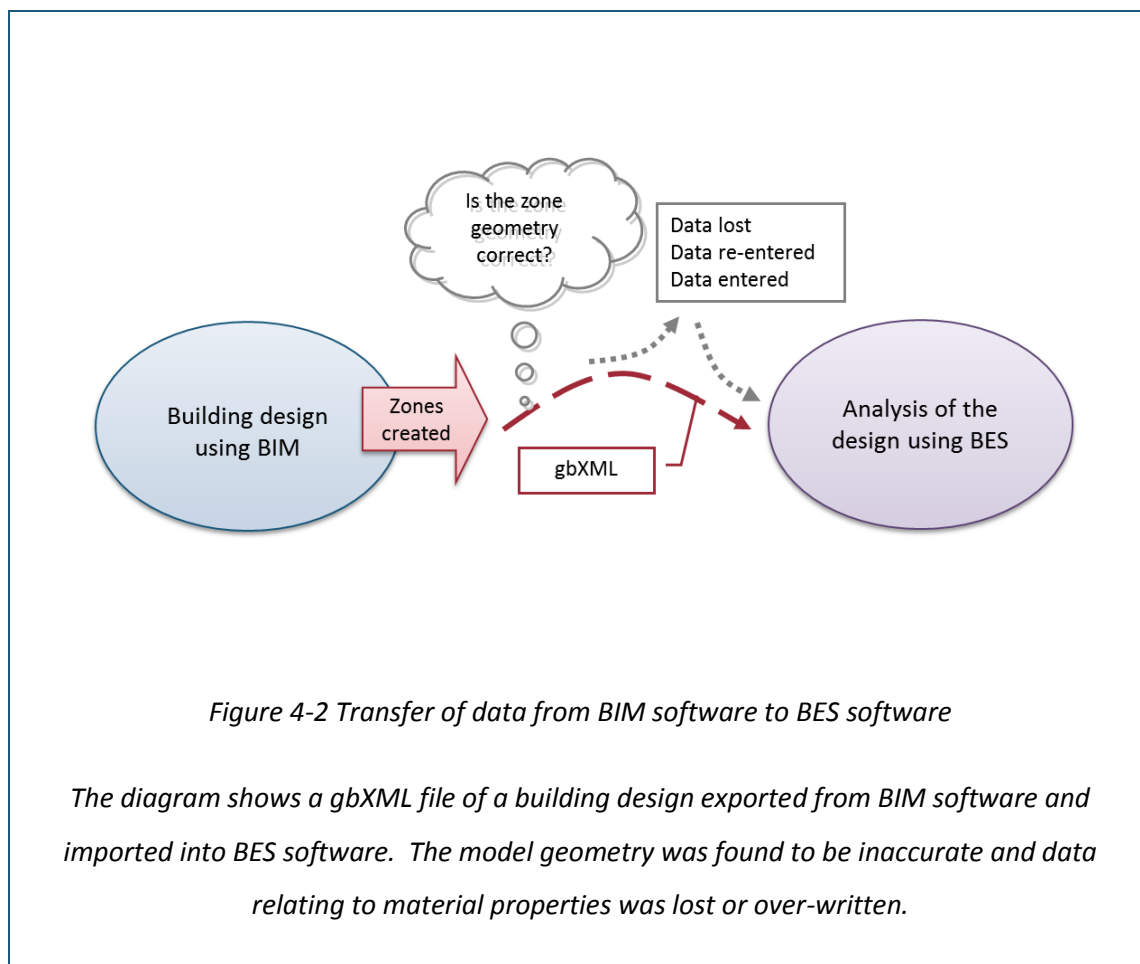 Is the zone
geometry
correct?
Data lost
Data re-entered
Data entered
Building design
using BIM
Zones
created
gbXML
Analysis of the
design using BES
Figure 4-2 Transfer of data from BIM software to BES software
The diagram shows a gbXML file of a building design exported from BIM software and
imported into BES software.  The model geometry was found to be inaccurate and data
relating to material properties was lost or over-written.